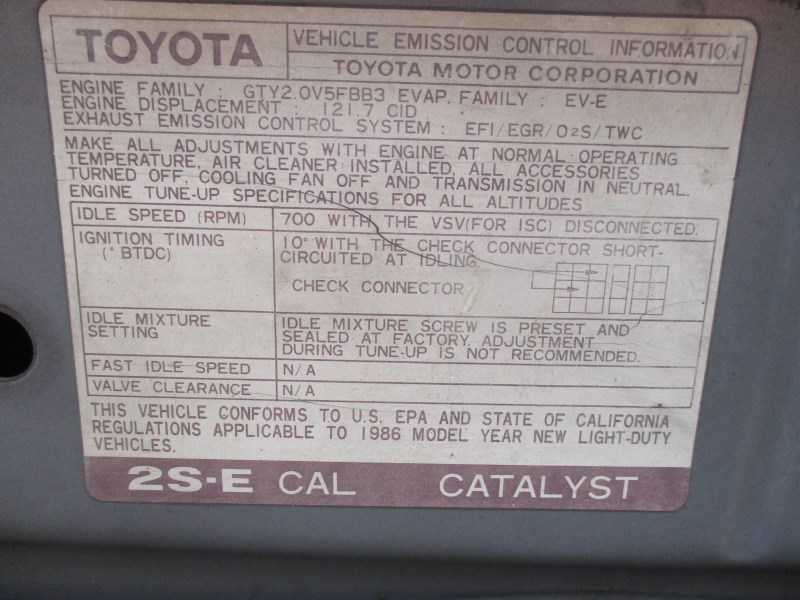 TOYOTA
VEHICLE EMISSION CONTROL INFORMATION
TOYOTA MOTOR CORPORATION
ENGINE FAMILY : GTY2.0V5FBB3 EVAP. FAMILY : EV-E
ENGINE DISPLACEMENT : 121.7 CID
EXHAUST EMISSION CONTROL SYSTEM : EFI/EGR/O2S/TWC
MAKE ALL ADJUSTMENTS WITH ENGINE AT NORMAL OPERATING
TEMPERATURE, AIR CLEANER INSTALLED, ALL ACCESSORIES
TURNED OFF, COOLING FAN OFF AND TRANSMISSION IN NEUTRAL.
ENGINE TUNE-UP SPECIFICATIONS FOR ALL ALTITUDES
IDLE SPEED (RPM) 700 WITH THE VSV(FOR ISC) DISCONNECTED.
IGNITION TIMING 10° WITH THE CHECK CONNECTOR SHORT-
(°BTDC) CIRCUITED AT IDLING.
CHECK CONNECTOR
IDLE MIXTURE IDLE MIXTURE SCREW IS PRESET AND
SETTING SEALED AT FACTORY. ADJUSTMENT
DURING TUNE-UP IS NOT RECOMMENDED.
FAST IDLE SPEED N/A
VALVE CLEARANCE N/A
THIS VEHICLE CONFORMS TO U.S. EPA AND STATE OF CALIFORNIA
REGULATIONS APPLICABLE TO 1986 MODEL YEAR NEW LIGHT-DUTY
VEHICLES.
2S-E CAL CATALYST